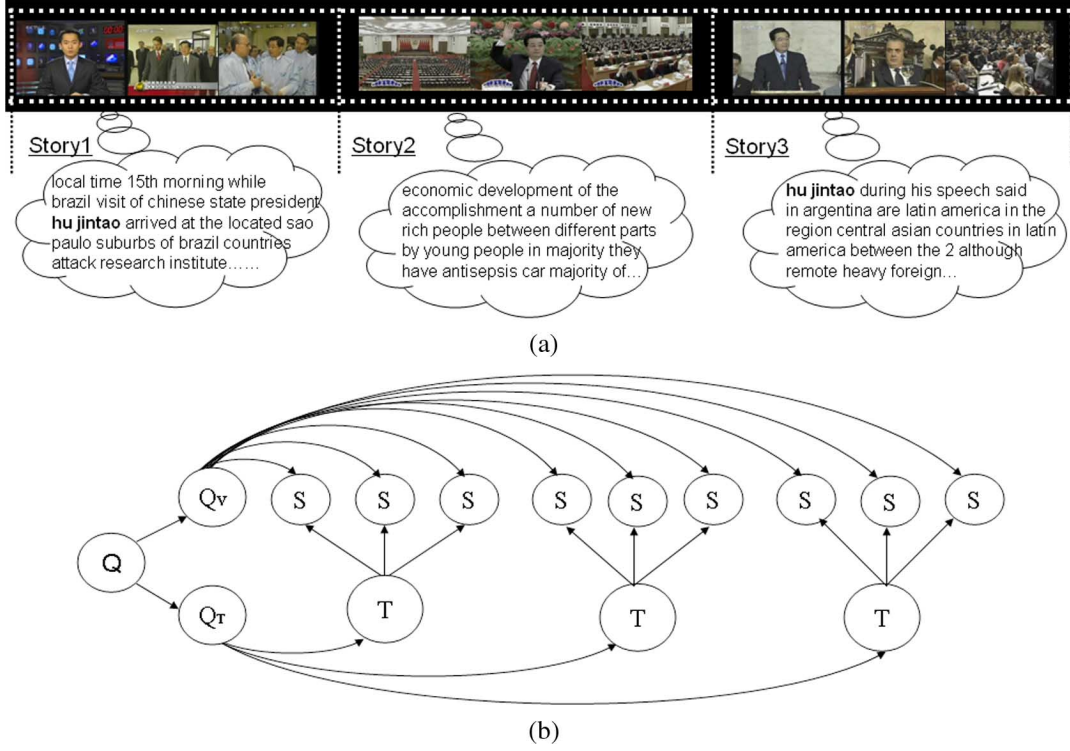 Story1
Story2
Story3
local time 15th morning while
brazil visit of chinese state president
hu jintao arrived at the located sao
paulo suburbs of brazil countries
attack research institute……
economic development of the
accomplishment a number of new
rich people between different parts
by young people in majority they
have antisepsis car majority of…
hu jintao during his speech said
in argentina are latin america in the
region central asian countries in latin
america between the 2 although
remote heavy foreign…
(a)
QV
S
S
S
S
S
S
S
S
S
Q
QT
T
T
T
(b)